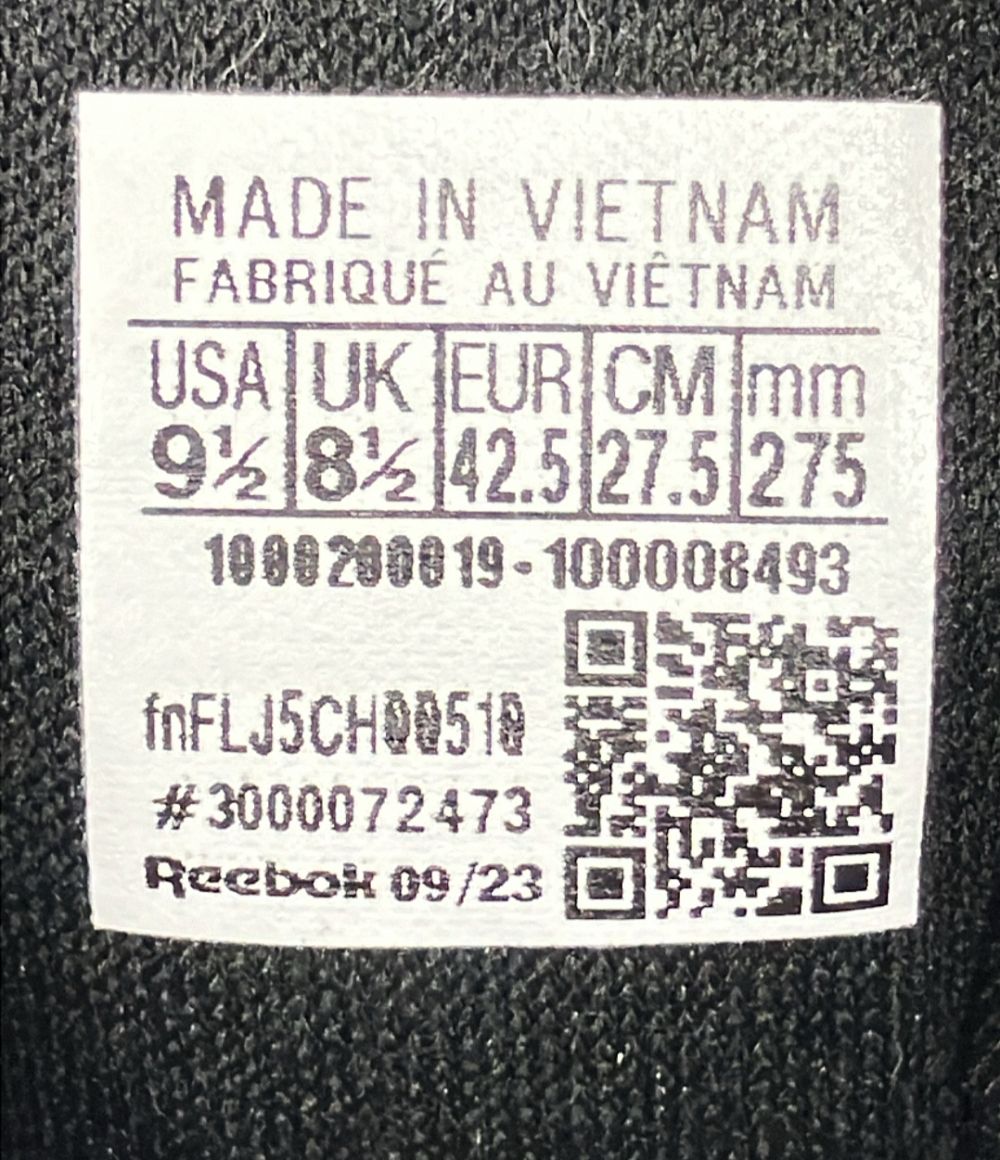 MADE IN VIETNAM
FABRIQUÉ AU VIÊTNAM
USA UK EUR CM mm
9½ 8½ 42.5 27.5 275
1000200019-100008493
fnFLJ5CH00510
#3000072473
Reebok 09/23